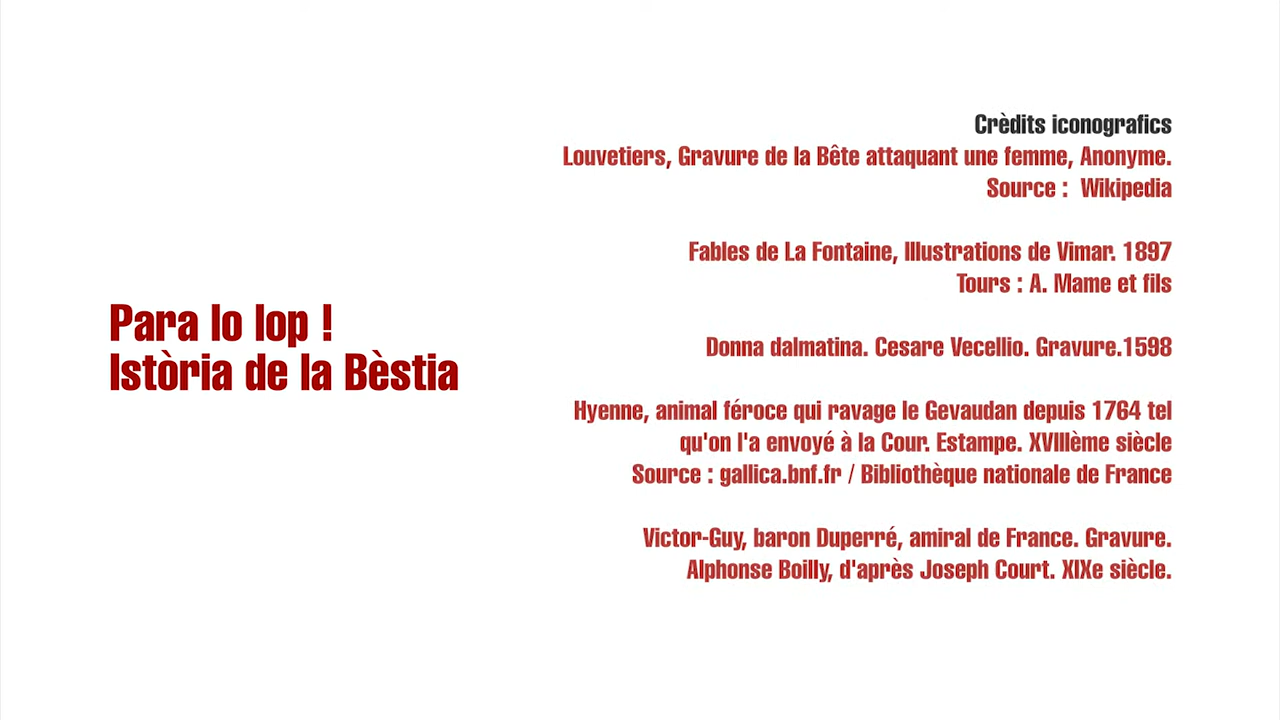 Para lo lop !
Istòria de la Bèstia
Crèdits iconografics
Louvetiers, Gravure de la Bête attaquant une femme, Anonyme.
Source :  Wikipedia
Fables de La Fontaine, Illustrations de Vimar. 1897
Tours : A. Mame et fils
Donna dalmatina. Cesare Vecellio. Gravure.1598
Hyenne, animal féroce qui ravage le Gevaudan depuis 1764 tel
qu'on l'a envoyé à la Cour. Estampe. XVIIIème siècle
Source : gallica.bnf.fr / Bibliothèque nationale de France
Victor-Guy, baron Duperré, amiral de France. Gravure.
Alphonse Boilly, d'après Joseph Court. XIXe siècle.